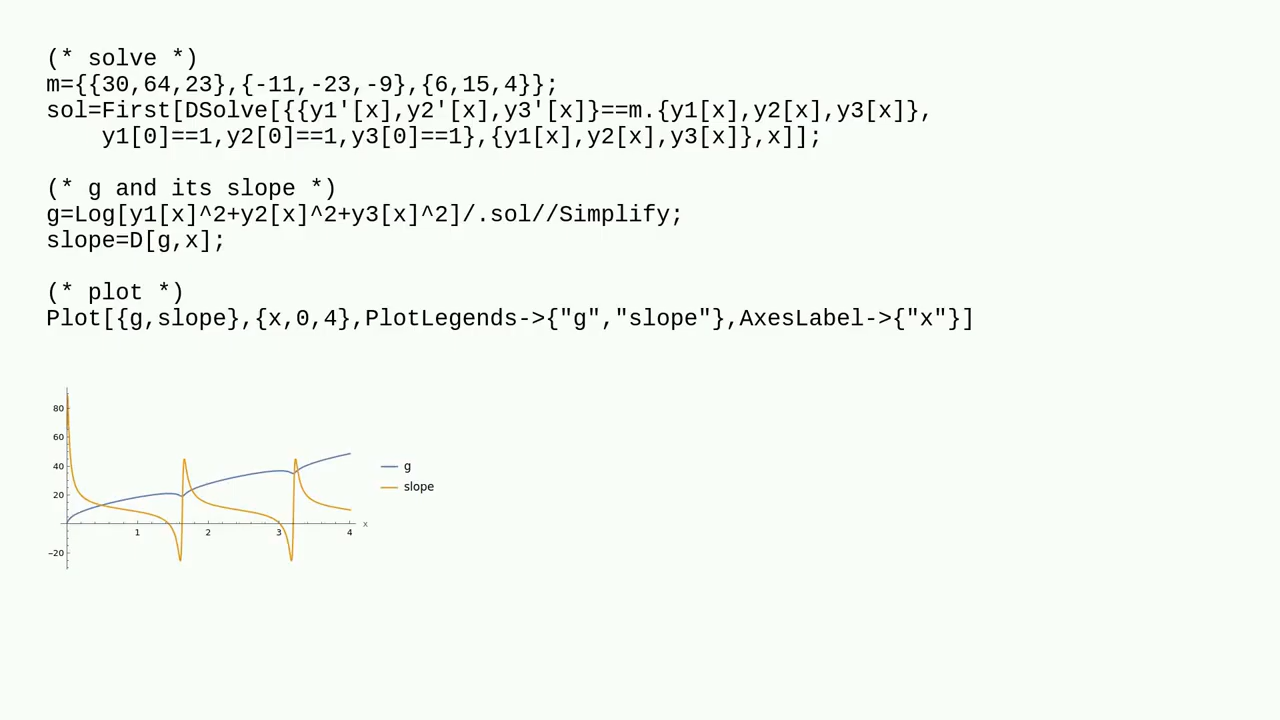 (* solve *)
m={{30,64,23},{-11,-23,-9},{6,15,4}};
sol=First[DSolve[{{y1'[x],y2'[x],y3'[x]}==m.{y1[x],y2[x],y3[x]},
y1[0]==1,y2[0]==1,y3[0]==1},{y1[x],y2[x],y3[x]},x]];
(* g and its slope *)
g=Log[y1[x]^2+y2[x]^2+y3[x]^2]/.sol//Simplify;
slope=D[g,x];
(* plot *)
Plot[{g,slope},{x,0,4},PlotLegends->{"g","slope"},AxesLabel->{"x"}]
80
60
40
20
-20
1
2
3
4
x
g
slope